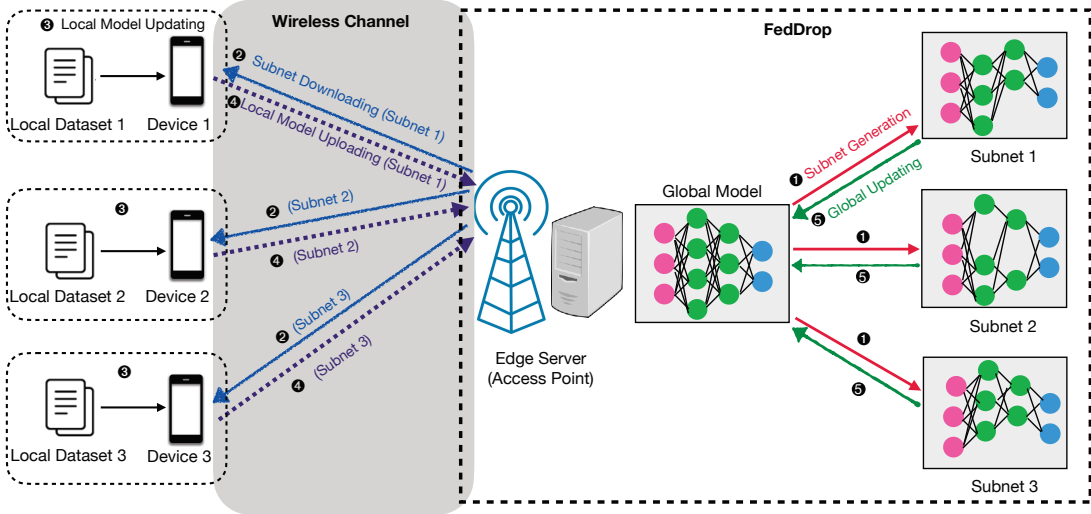 ❸ Local Model Updating
Local Dataset 1
Device 1
❸
Local Dataset 2
Device 2
❸
Local Dataset 3
Device 3
Wireless Channel
❷ Subnet Downloading (Subnet 1)
❹ Local Model Uploading (Subnet 1)
❷ (Subnet 2)
❹ (Subnet 2)
❷ (Subnet 3)
❹ (Subnet 3)
FedDrop
Edge Server
(Access Point)
Global Model
❶ Subnet Generation
❺ Global Updating
❶
❺
❶
❺
Subnet 1
Subnet 2
Subnet 3